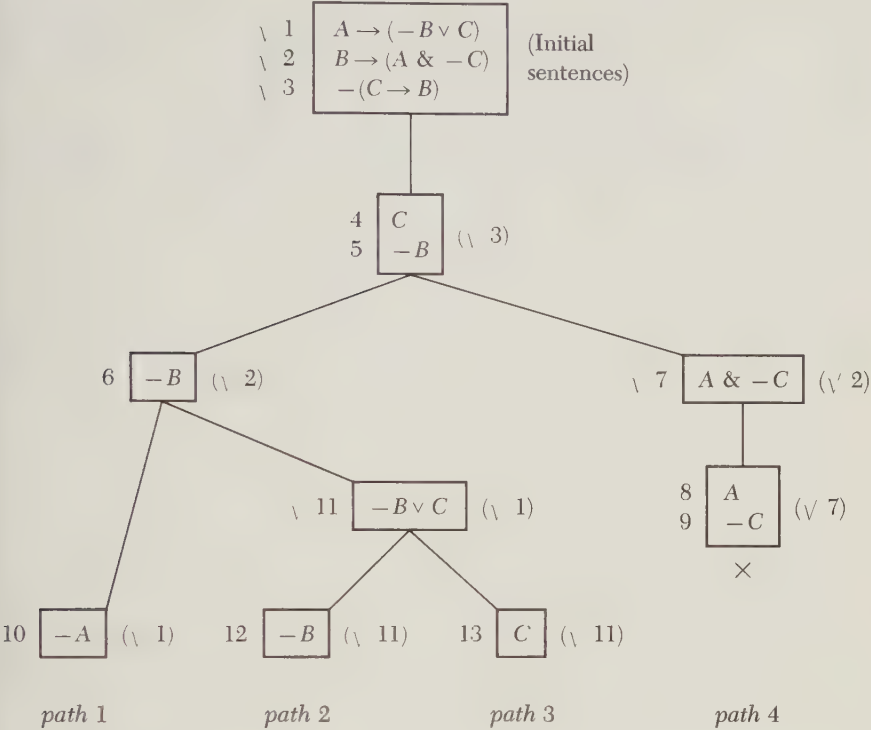 \ 1 A → (− B ∨ C)
\ 2 B → (A & − C)
\ 3 − (C → B)
(Initial
sentences)
4 C
5 − B
(\ 3)
6 − B (\ 2)
\ 7 A & − C (√ 2)
8 A
9 − C
(√ 7)
×
\ 11 − B ∨ C (\ 1)
10 − A (\ 1)
12 − B (\ 11)
13 C (\ 11)
path 1 path 2 path 3 path 4